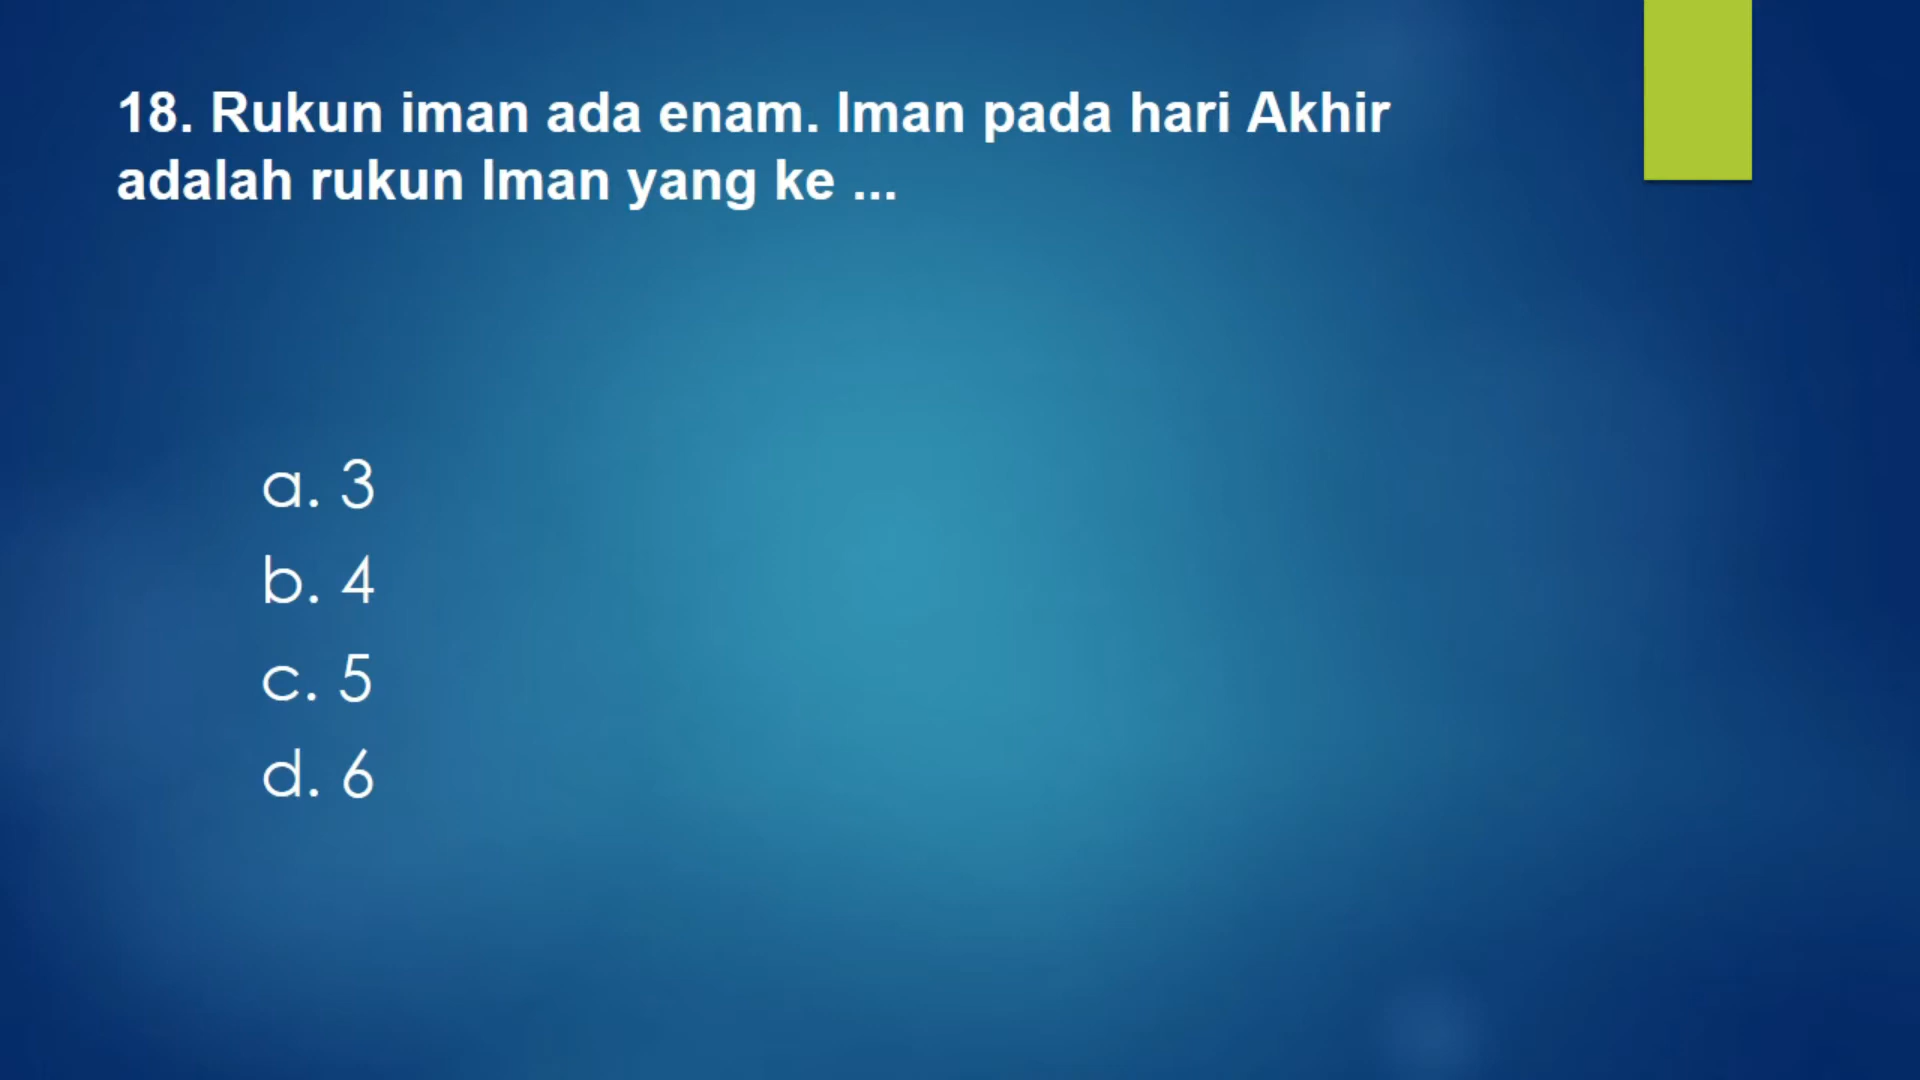 18. Rukun iman ada enam. Iman pada hari Akhir
adalah rukun Iman yang ke ...
a. 3
b. 4
c. 5
d. 6